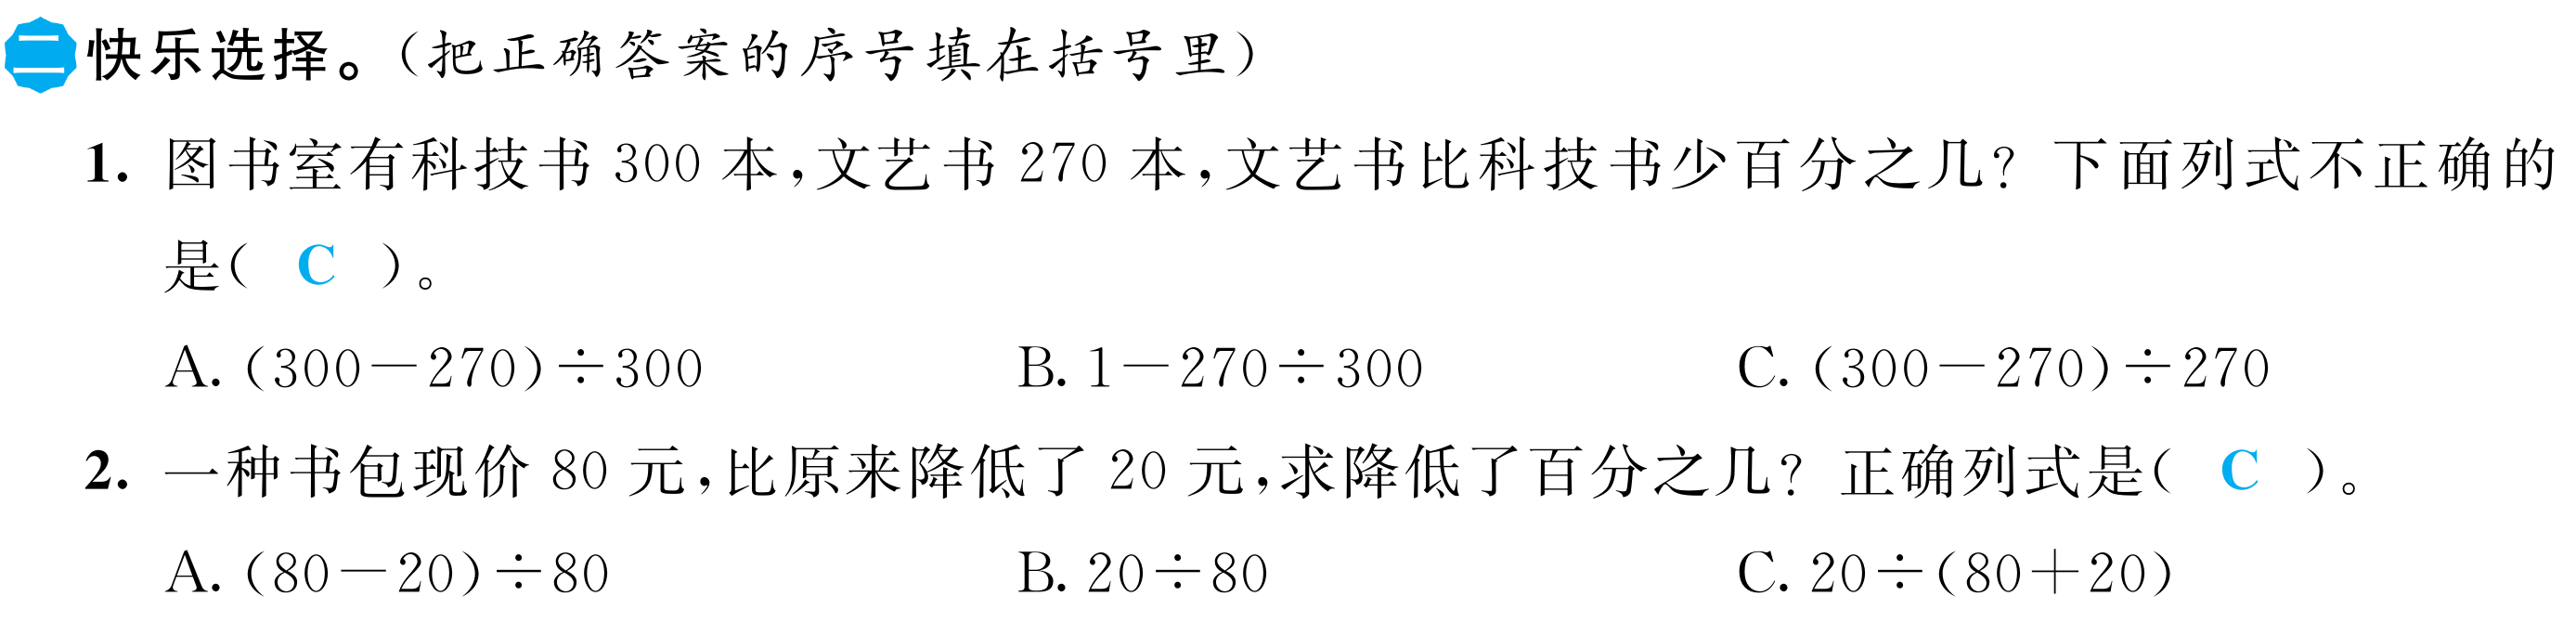 二 快乐选择。（把正确答案的序号填在括号里）
1. 图书室有科技书 300 本，文艺书 270 本，文艺书比科技书少百分之几？下面列式不正确的
是（ C ）。
A. (300－270)÷300 B. 1－270÷300 C. (300－270)÷270
2. 一种书包现价 80 元，比原来降低了 20 元，求降低了百分之几？正确列式是（ C ）。
A. (80－20)÷80 B. 20÷80 C. 20÷(80＋20)